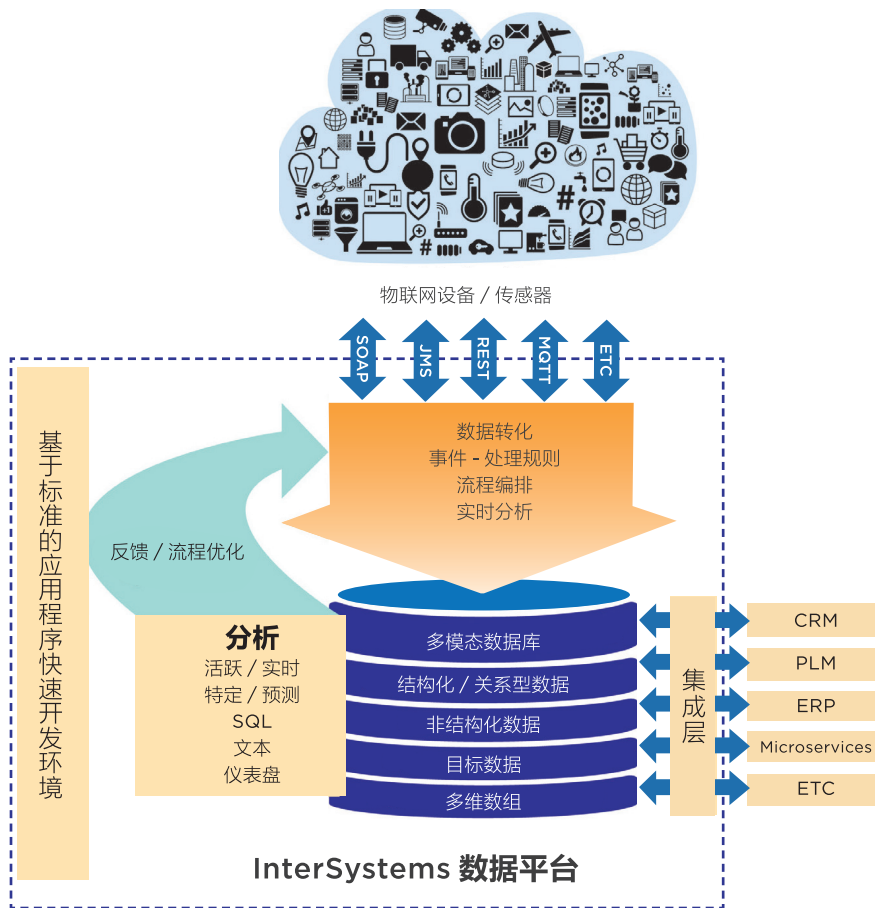 物联网设备 / 传感器
SOAP
JMS
REST
MQTT
ETC
基于标准的应用程序快速开发环境
数据转化
事件 - 处理规则
流程编排
实时分析
反馈 / 流程优化
分析
活跃 / 实时
特定 / 预测
SQL
文本
仪表盘
多模态数据库
结构化 / 关系型数据
非结构化数据
目标数据
多维数组
集成层
CRM
PLM
ERP
Microservices
ETC
InterSystems 数据平台